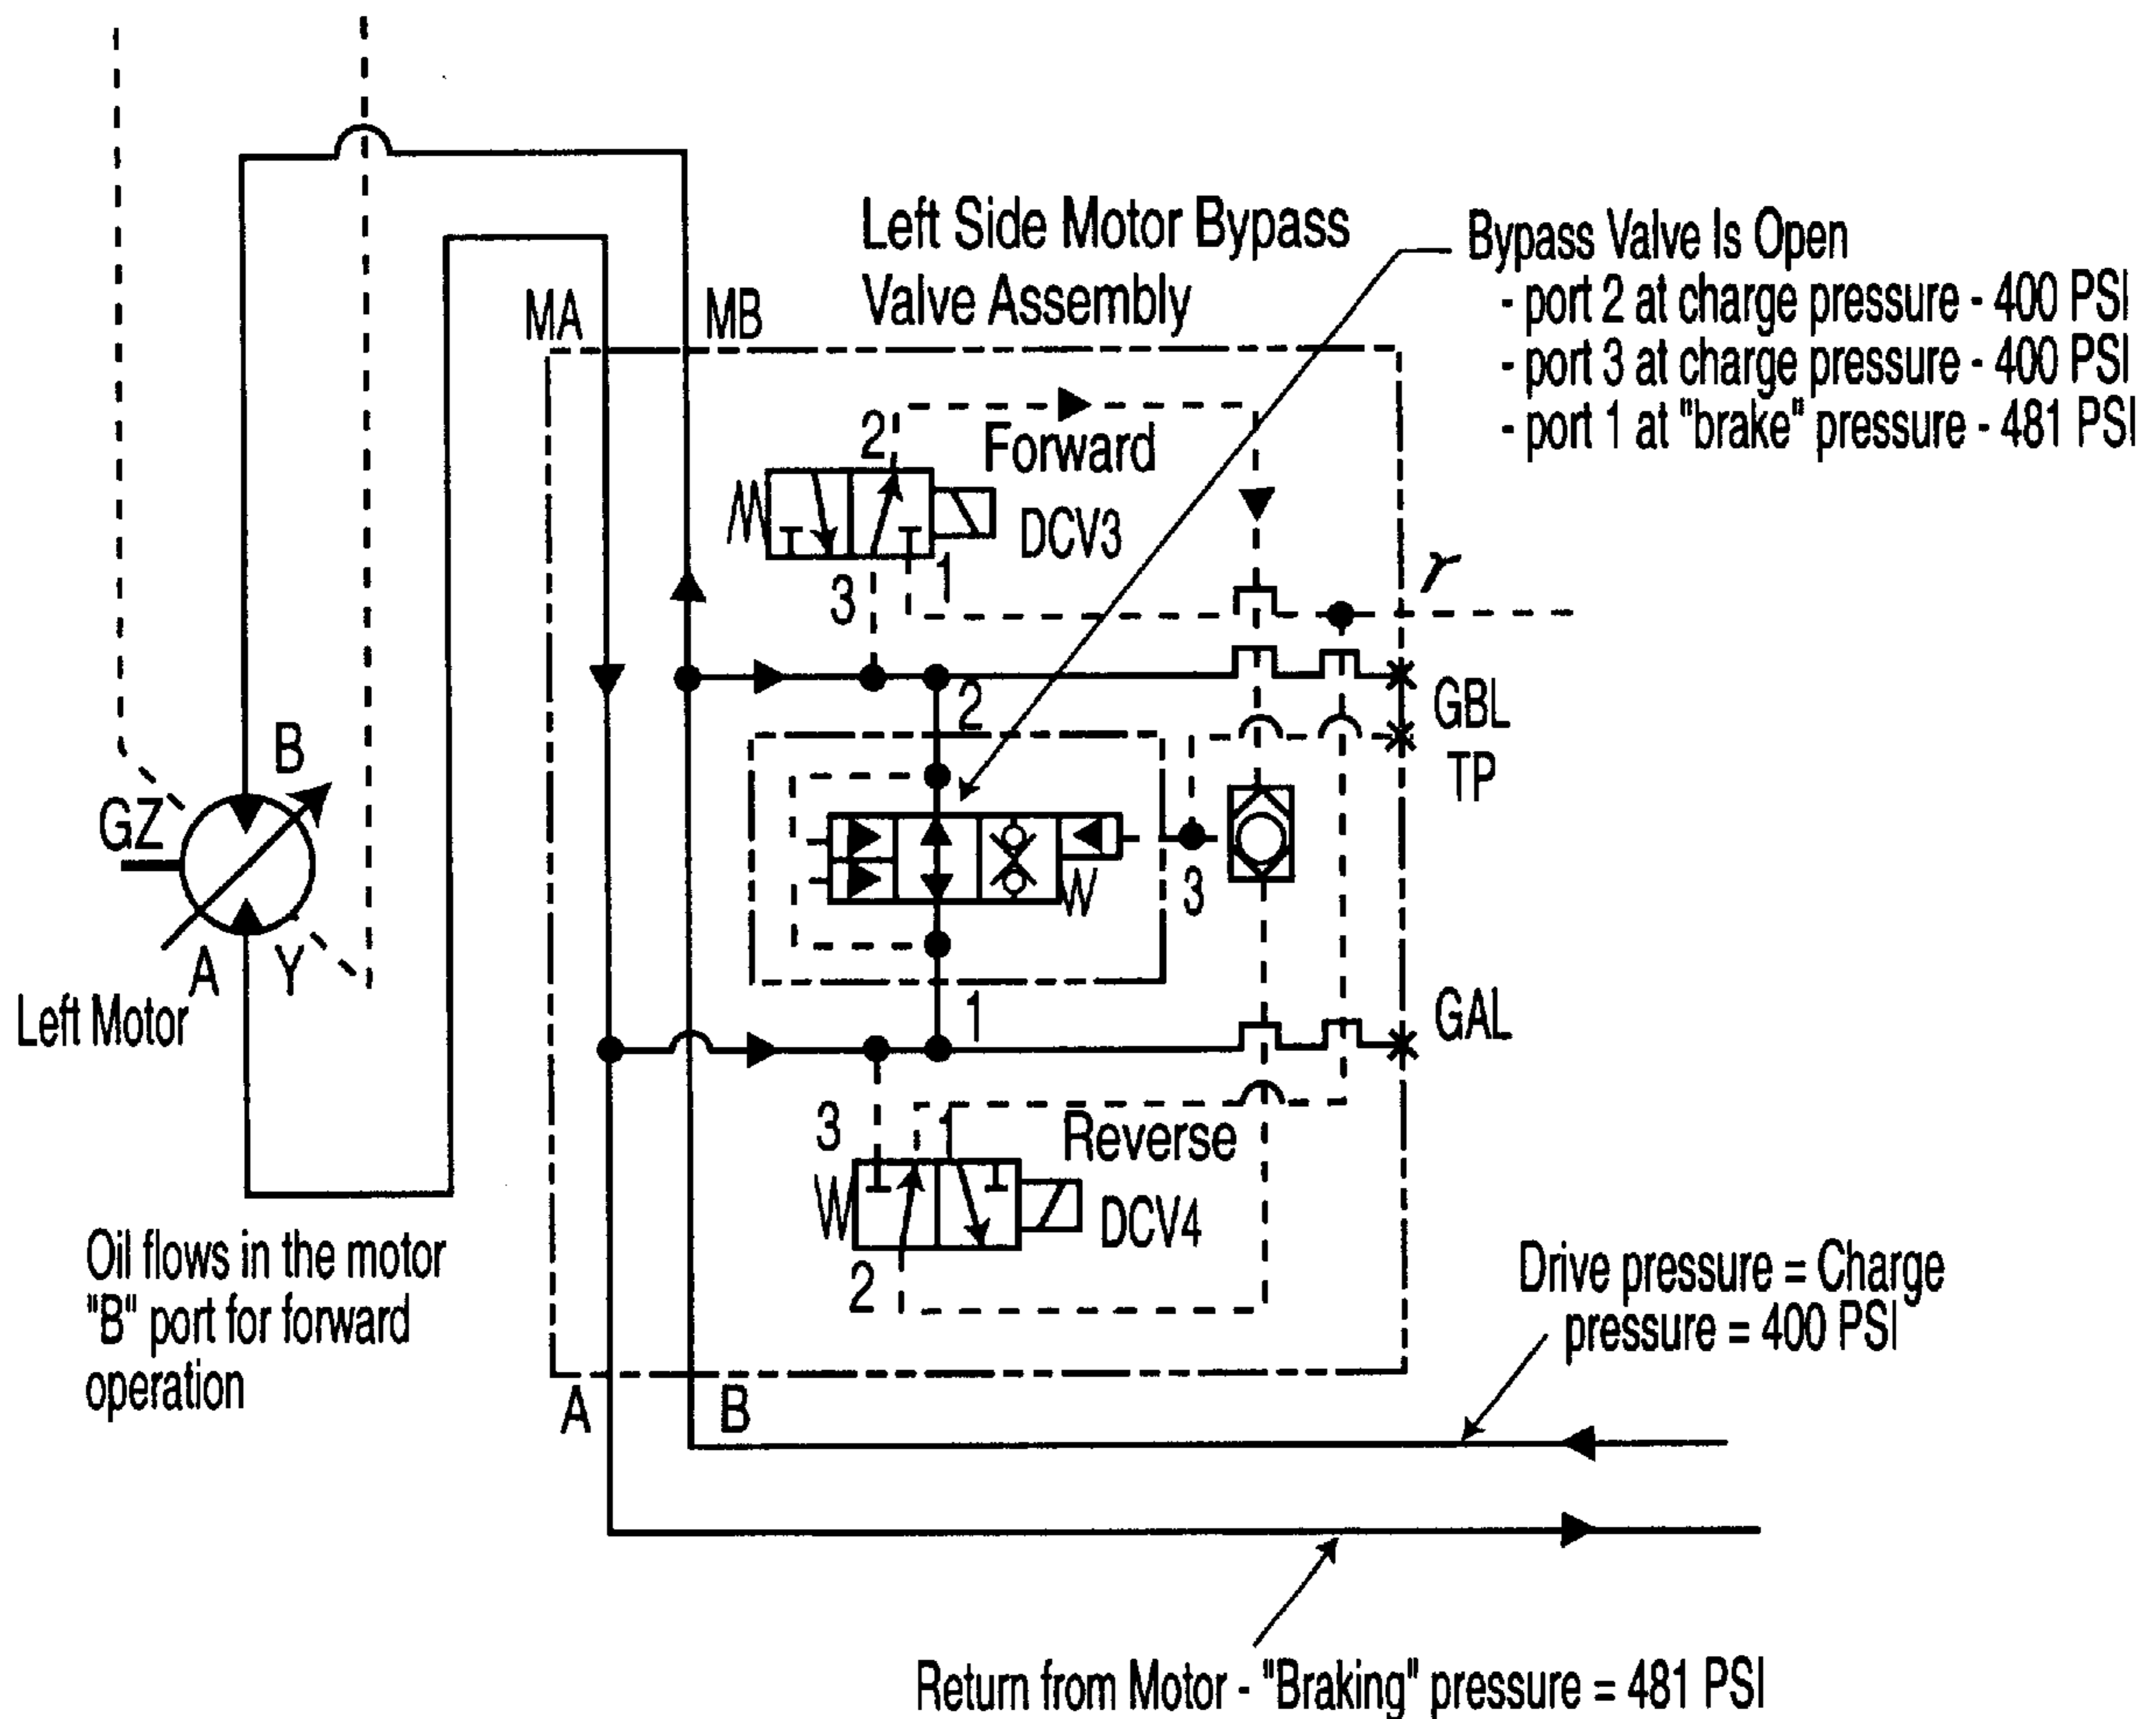 Left Side Motor Bypass
Valve Assembly
Bypass Valve Is Open
- port 2 at charge pressure - 400 PSI
- port 3 at charge pressure - 400 PSI
- port 1 at "brake" pressure - 481 PSI
MA
MB
2
Forward
DCV3
3
1
r
GBL
TP
2
B
GZ
A
Y
Left Motor
3
1
GAL
3
1
Reverse
DCV4
2
Oil flows in the motor
"B" port for forward
operation
A
B
Drive pressure = Charge
pressure = 400 PSI
Return from Motor - "Braking" pressure = 481 PSI